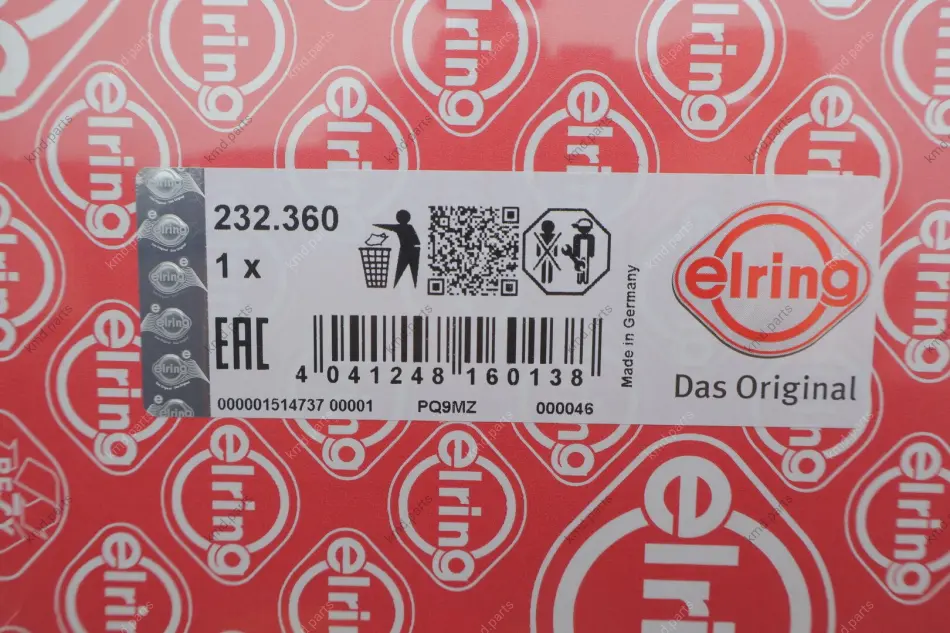 232.360
1 x
EAC
4 041248 160138
000001514737 00001 PQ9MZ 000046
Made in Germany
elring
Das Original